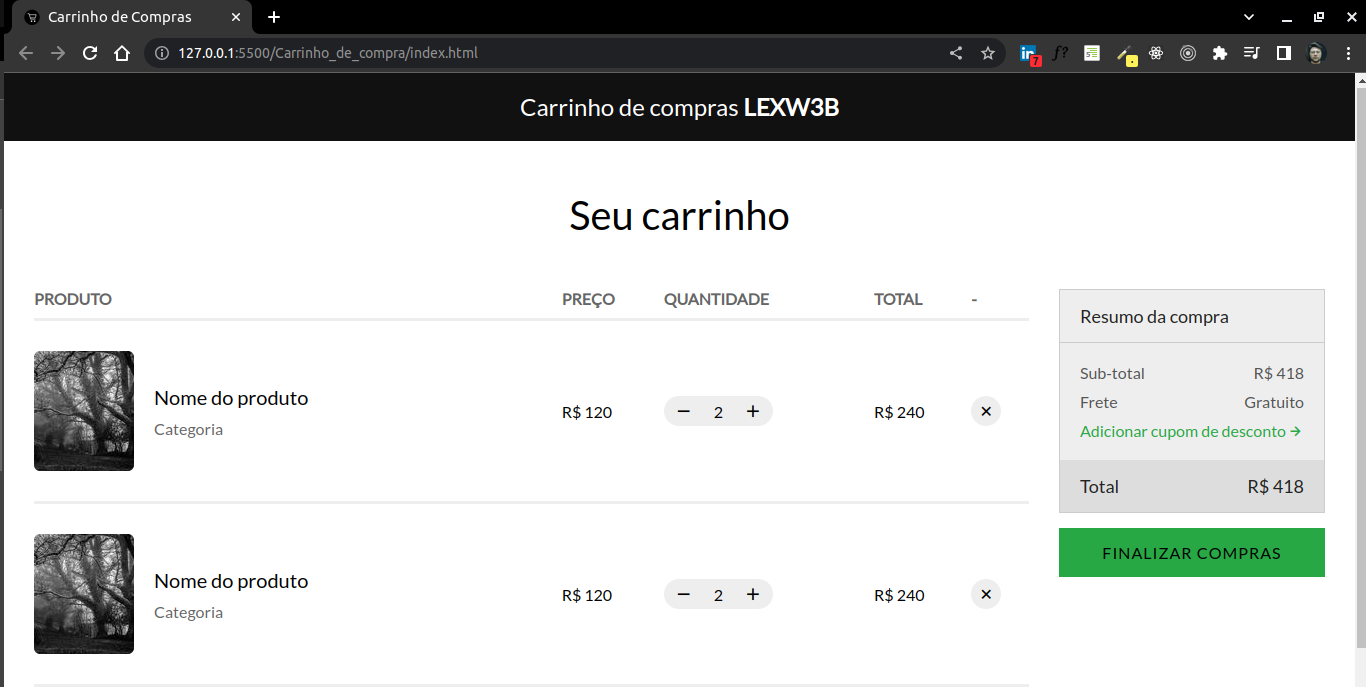 Carrinho de Compras
127.0.0.1:5500/Carrinho_de_compra/index.html
7
Carrinho de compras LEXW3B
Seu carrinho
PRODUTO PREÇO QUANTIDADE TOTAL -
Nome do produto
Categoria
R$ 120 − 2 + R$ 240 ×
Nome do produto
Categoria
R$ 120 − 2 + R$ 240 ×
Resumo da compra
Sub-total R$ 418
Frete Gratuito
Adicionar cupom de desconto →
Total R$ 418
FINALIZAR COMPRAS